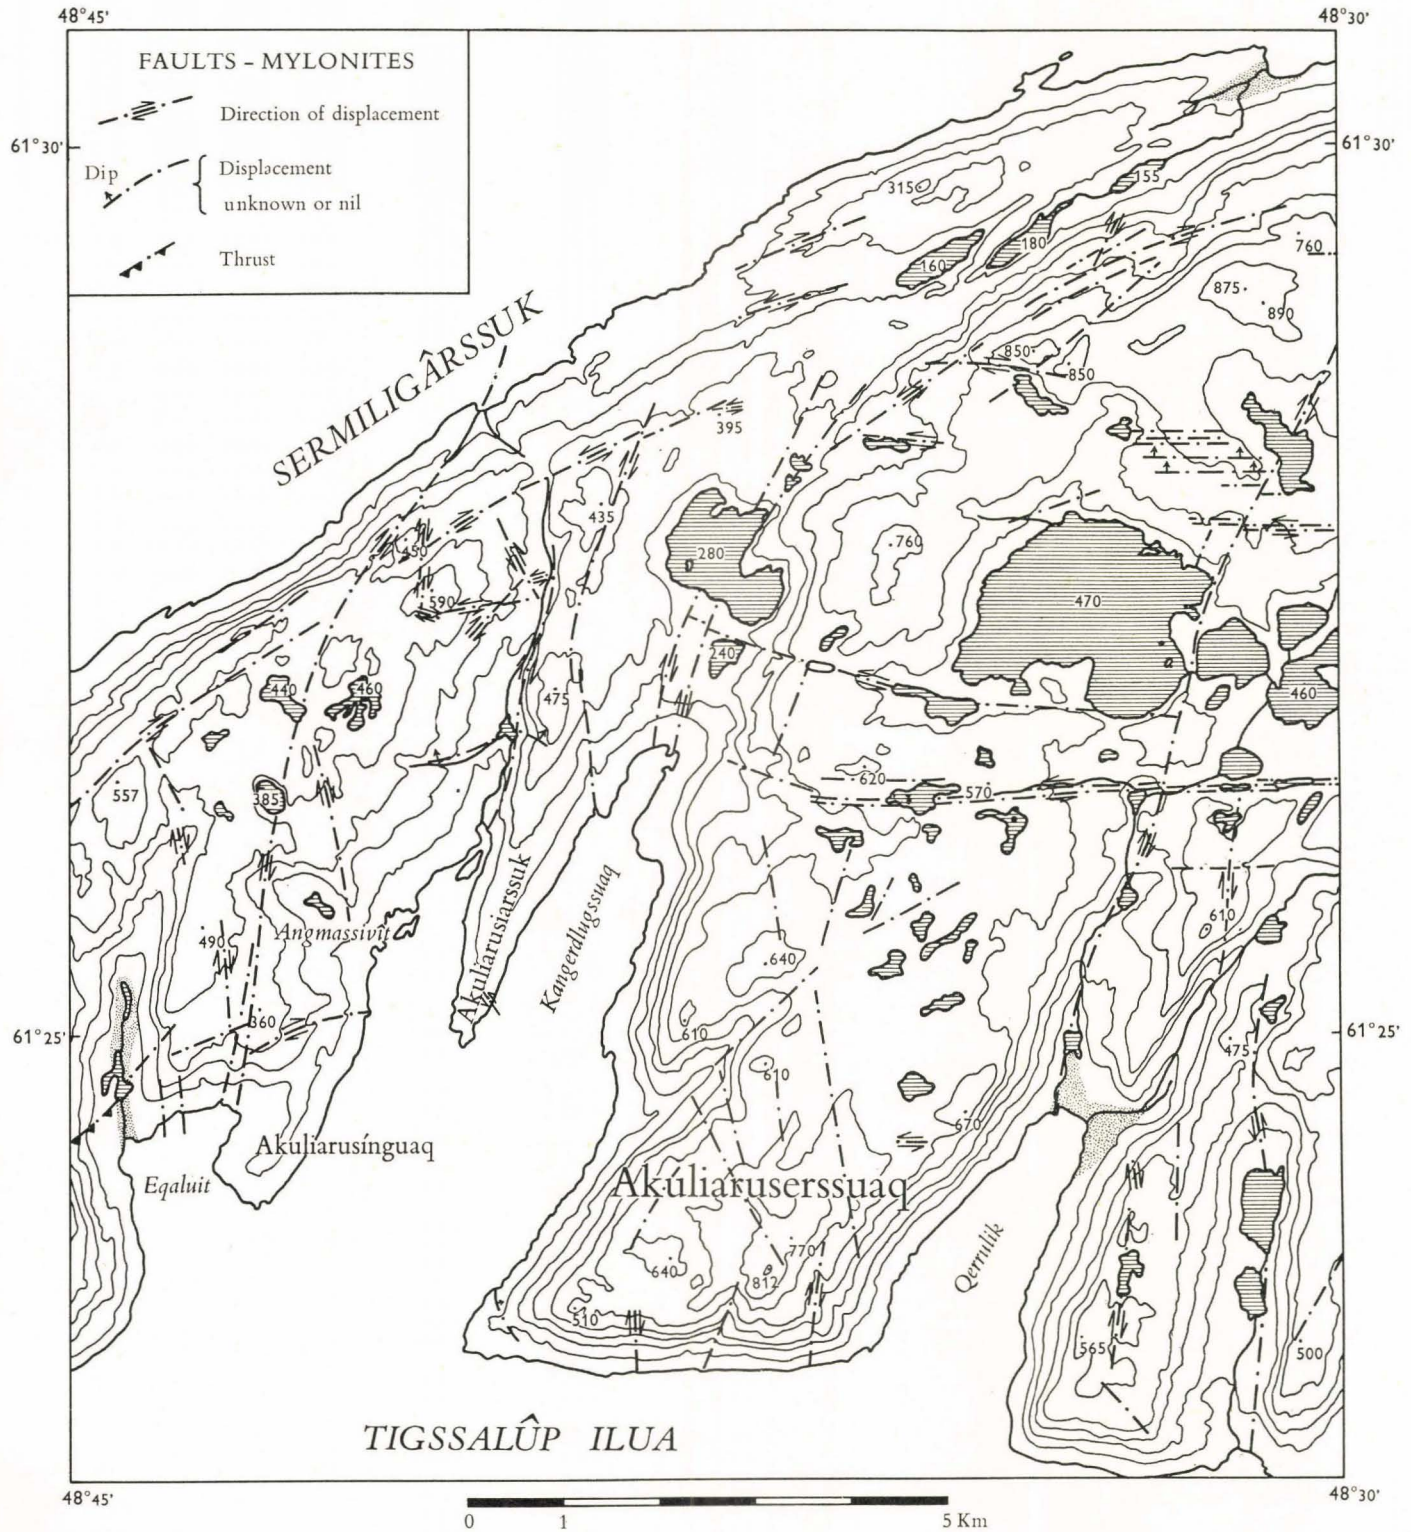 48°45'
48°30'
FAULTS - MYLONITES
Direction of displacement
61°30'
61°30'
Dip
Displacement
unknown or nil
Thrust
155
315
180
160
760
875
890
SERMILIGÂRSSUK
850
850
395
435
450
280
760
590
470
240
a
440
460
475
460
557
385
620
570
Akuliarusiarssuk
Kangerdlugssuaq
610
490
Angmassivît
640
360
610
61°25'
61°25'
475
610
670
Akuliarusínguaq
Eqaluit
Akúliaruserssuaq
Qerrulik
770
640
812
510
565
500
TIGSSALÛP ILUA
48°45'
48°30'
0 1 5 Km